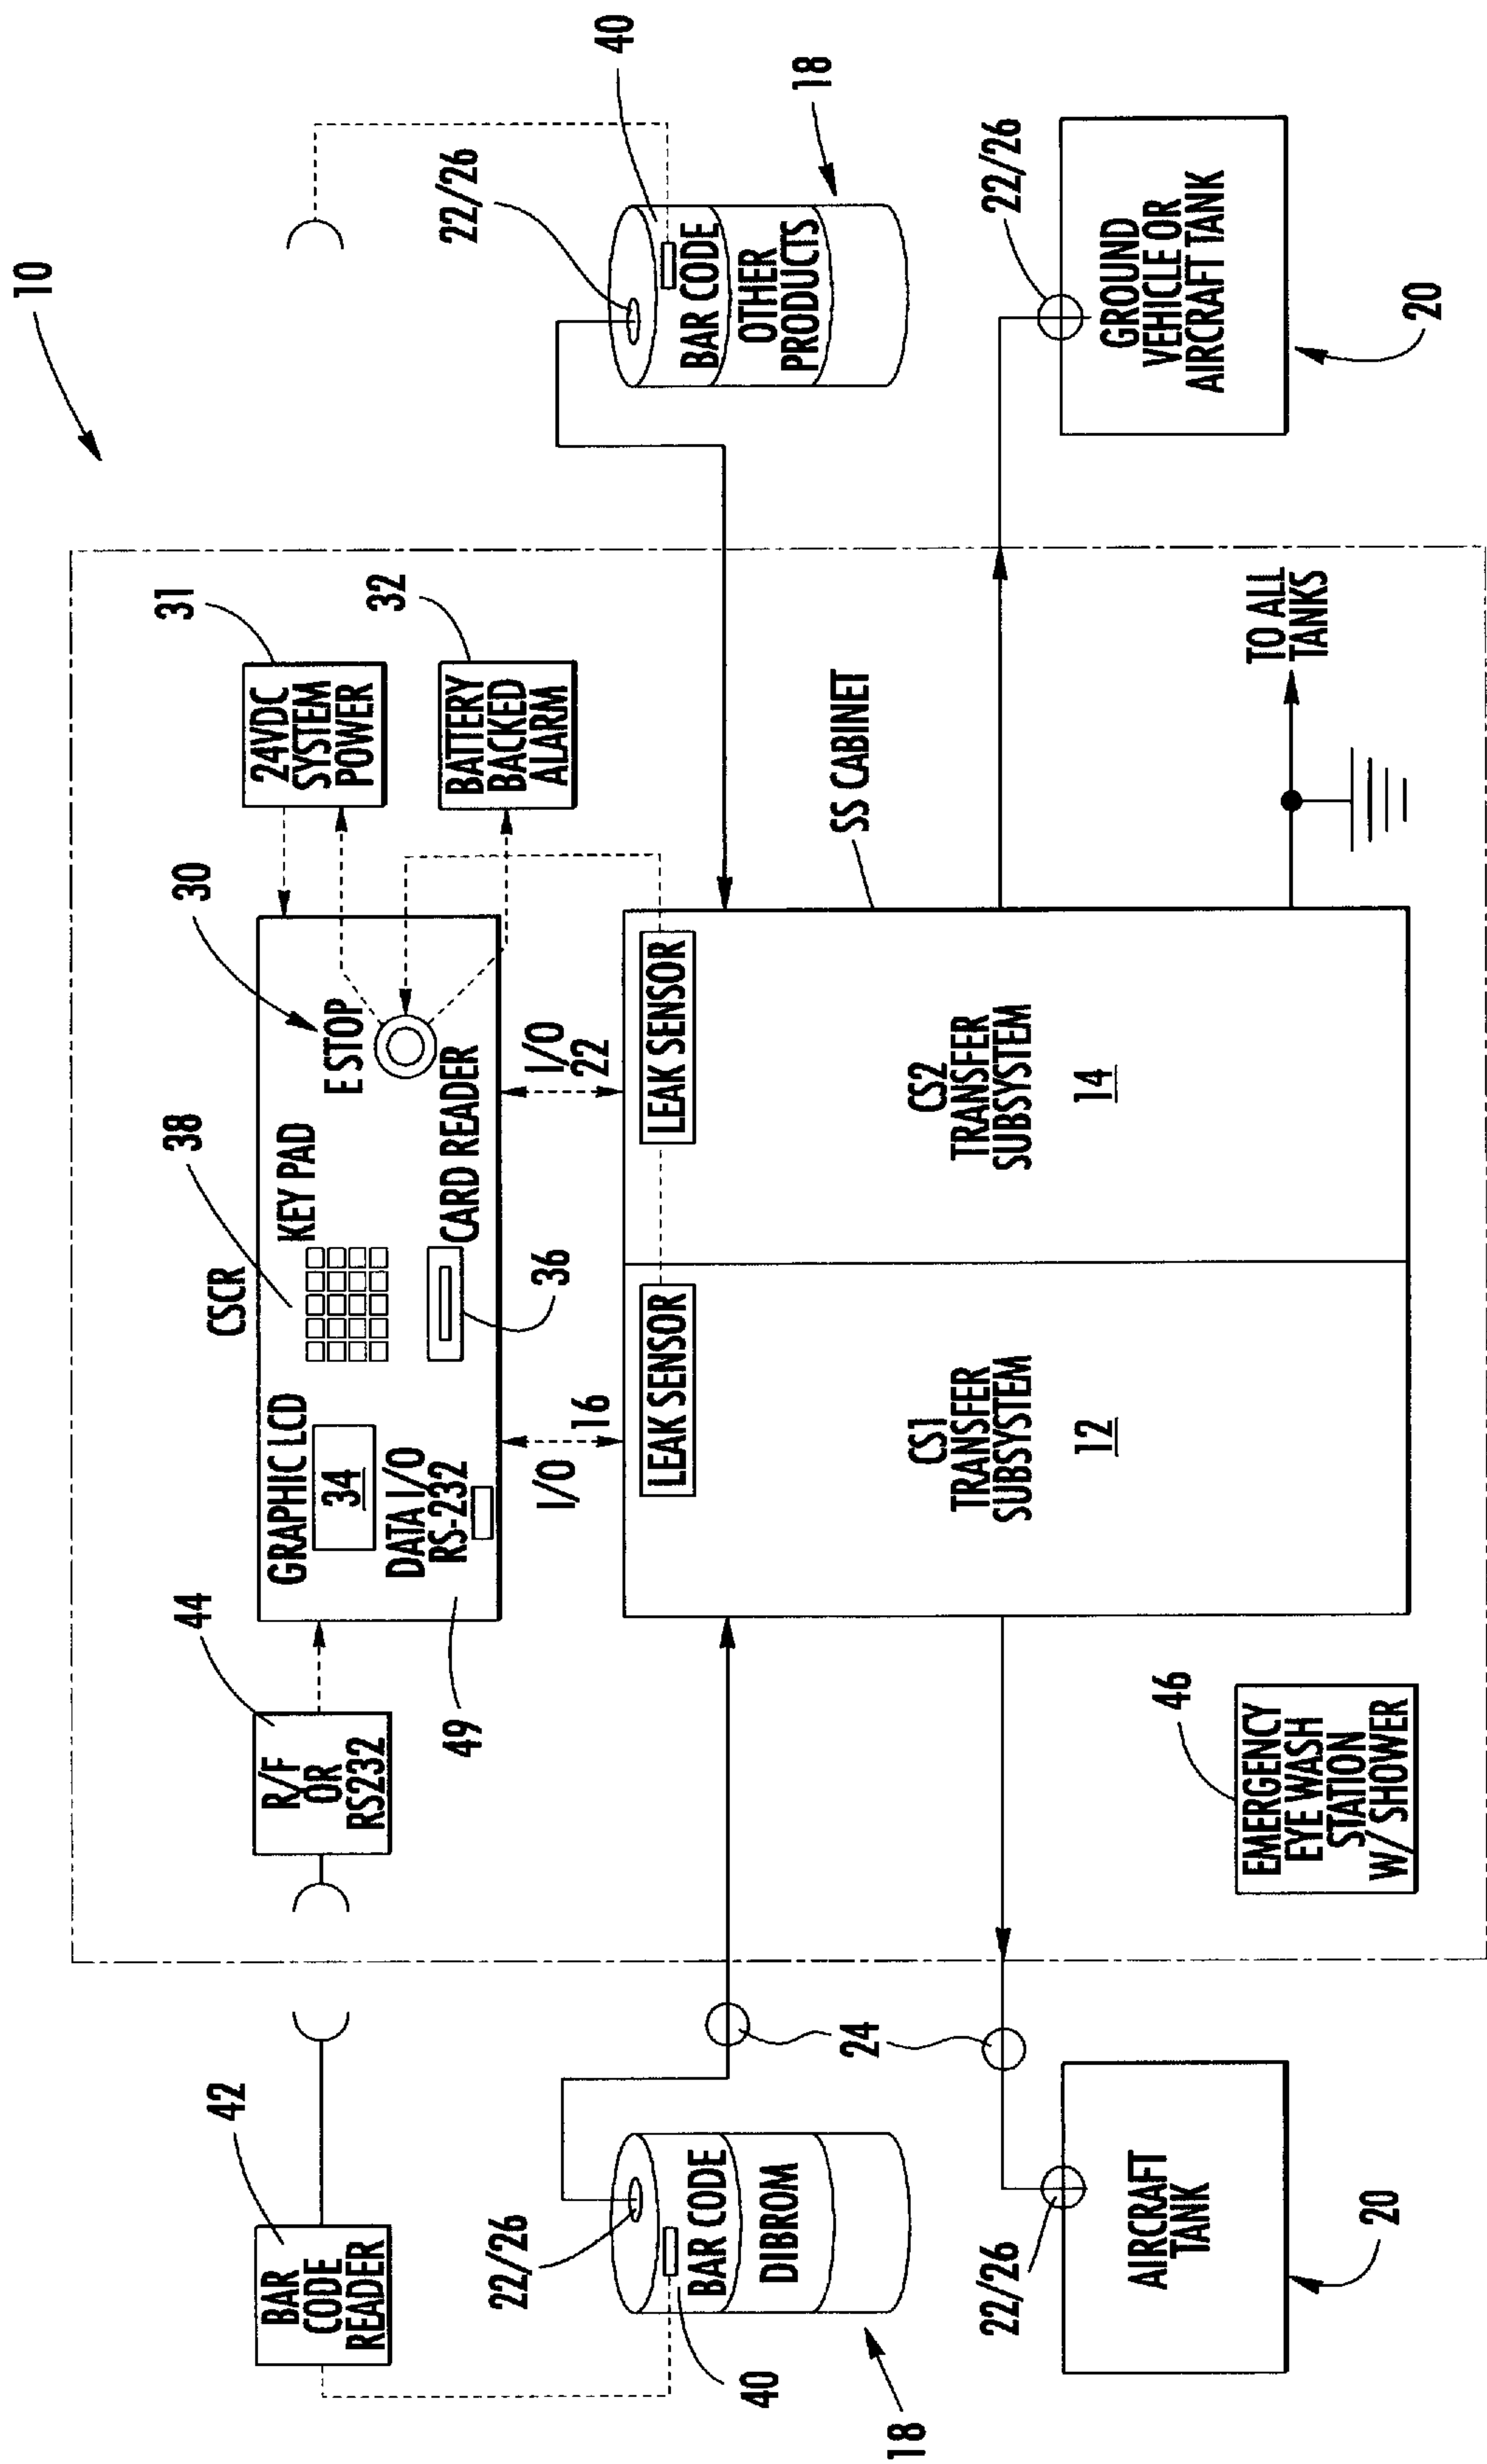 10
42
BAR
CODE
READER
44
R/F
OR
RS232
CSCR
GRAPHIC LCD
34
DATA I/O
RS-232
49
38
KEY PAD
36
CARD READER
30
E STOP
31
24VDC
SYSTEM
POWER
32
BATTERY
BACKED
ALARM
I/O
16
I/O
22
40
22/26
BAR CODE
DIBROM
18
24
22/26
AIRCRAFT
TANK
20
LEAK SENSOR
LEAK SENSOR
CS1
TRANSFER
SUBSYSTEM
12
CS2
TRANSFER
SUBSYSTEM
14
SS CABINET
46
EMERGENCY
EYE WASH
STATION
W/ SHOWER
TO ALL
TANKS
40
22/26
BAR CODE
OTHER
PRODUCTS
18
22/26
GROUND
VEHICLE OR
AIRCRAFT TANK
20